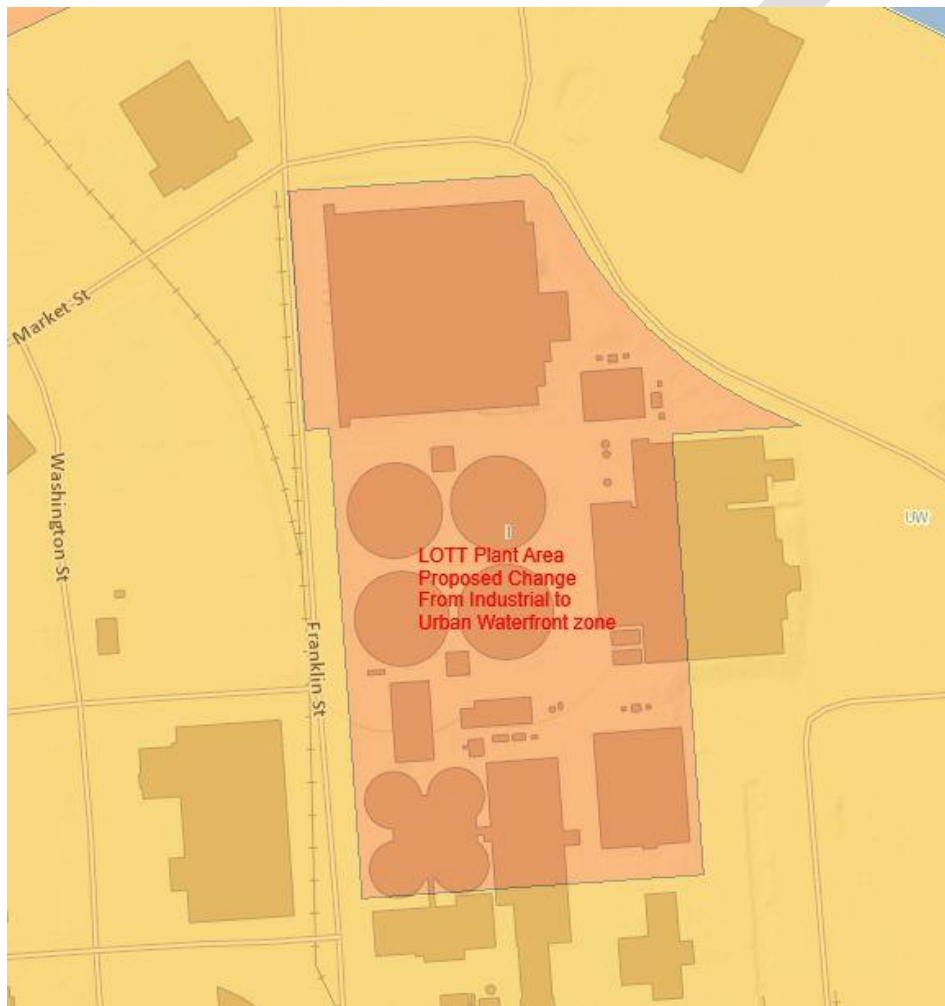 Market St
Washington St
Franklin St
I
LOTT Plant Area
Proposed Change
From Industrial to
Urban Waterfront zone
UW